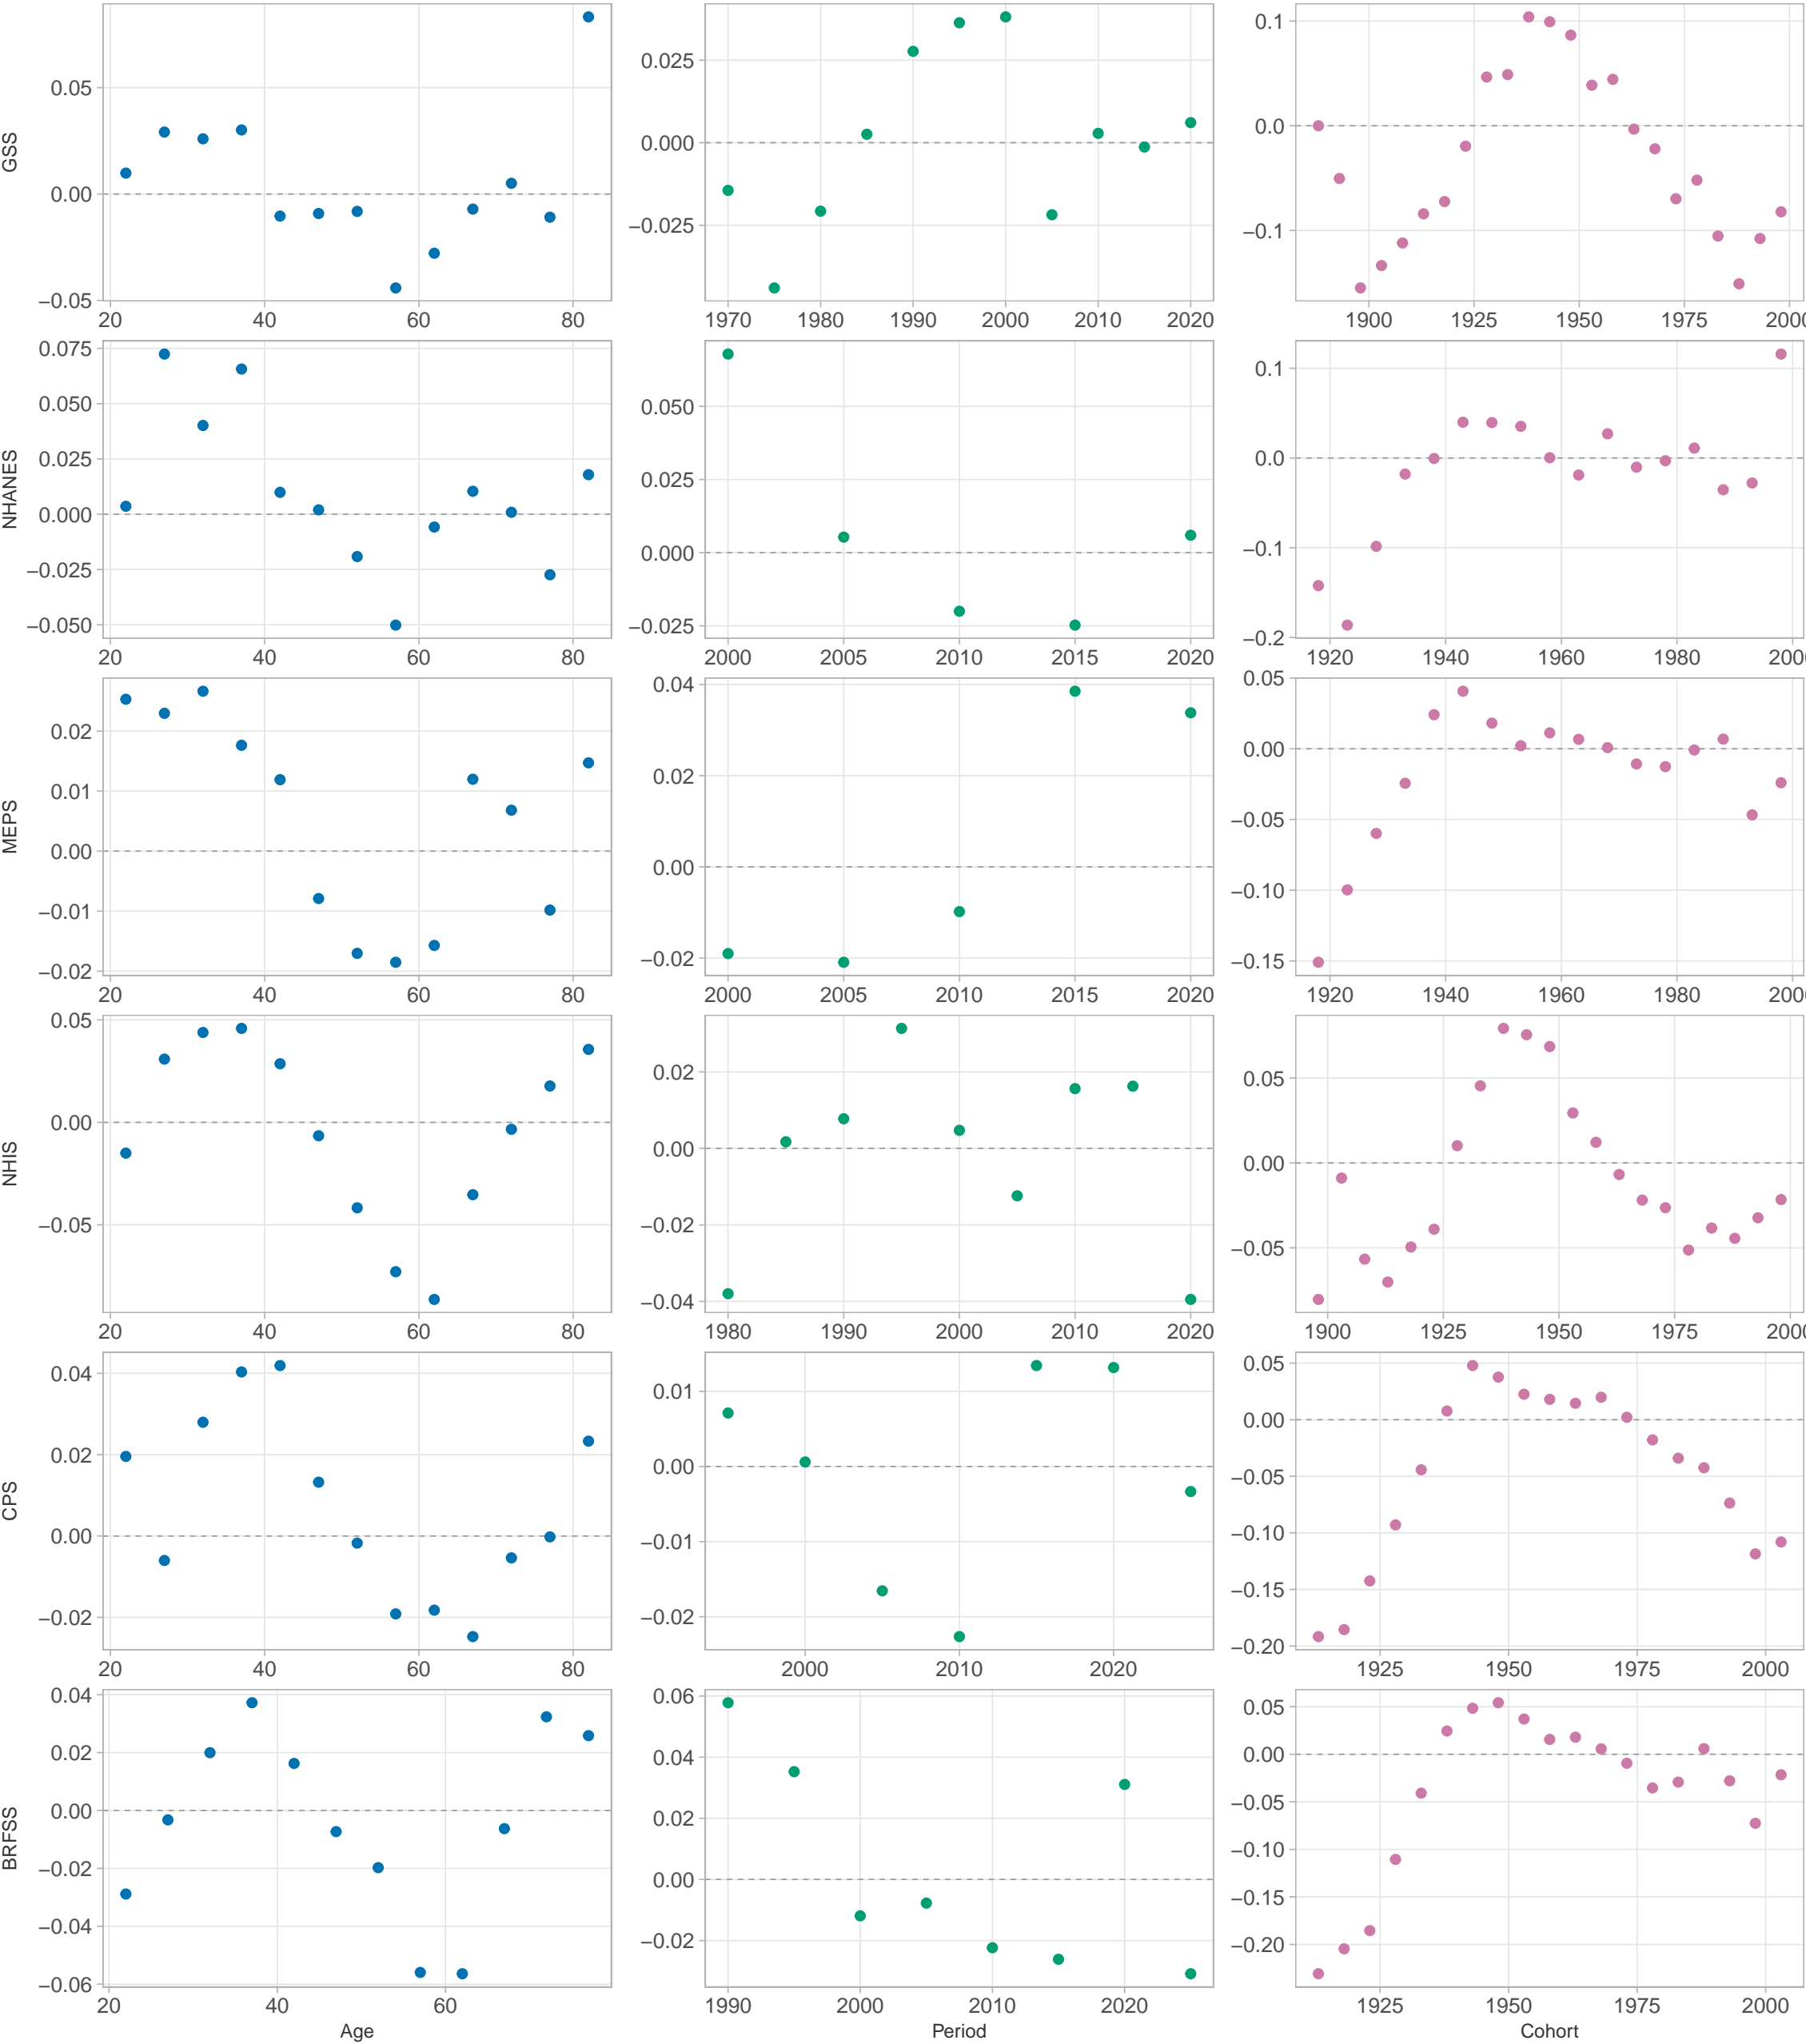 GSS
0.05
0.00
−0.05
20 40 60 80
0.025
0.000
−0.025
1970 1980 1990 2000 2010 2020
0.1
0.0
−0.1
1900 1925 1950 1975
NHANES
0.075
0.050
0.025
0.000
−0.025
−0.050
20 40 60 80
0.050
0.025
0.000
−0.025
2000 2005 2010 2015 2020
0.1
0.0
−0.1
−0.2
1920 1940 1960 1980
MEPS
0.02
0.01
0.00
−0.01
−0.02
20 40 60 80
0.04
0.02
0.00
−0.02
2000 2005 2010 2015 2020
0.05
0.00
−0.05
−0.10
−0.15
1920 1940 1960 1980
NHIS
0.05
0.00
−0.05
20 40 60 80
0.02
0.00
−0.02
−0.04
1980 1990 2000 2010 2020
0.05
0.00
−0.05
1900 1925 1950 1975
CPS
0.04
0.02
0.00
−0.02
20 40 60 80
0.01
0.00
−0.01
−0.02
2000 2010 2020
0.05
0.00
−0.05
−0.10
−0.15
−0.20
1925 1950 1975 2000
BRFSS
0.04
0.02
0.00
−0.02
−0.04
−0.06
20 40 60
Age
0.06
0.04
0.02
0.00
−0.02
1990 2000 2010 2020
Period
0.05
0.00
−0.05
−0.10
−0.15
−0.20
1925 1950 1975 2000
Cohort